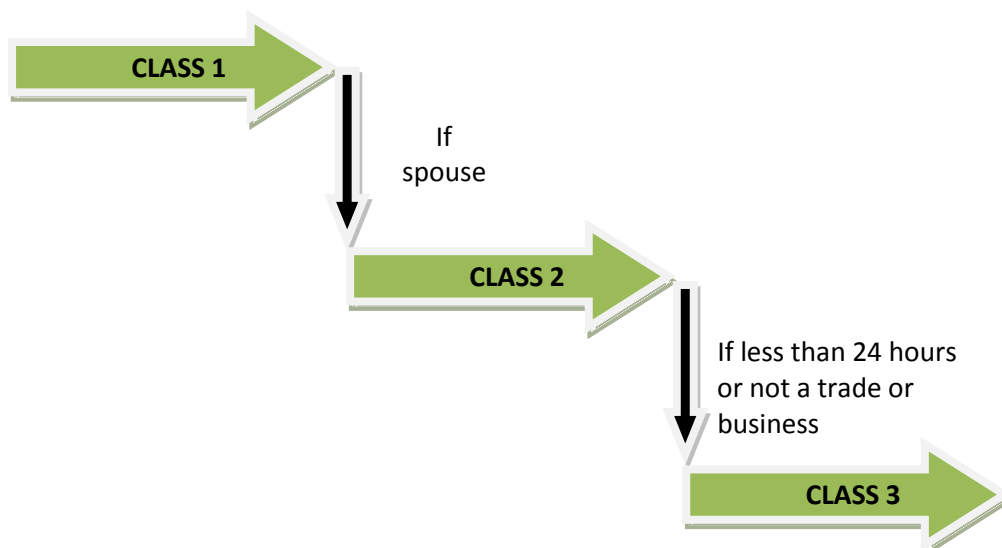 CLASS 1
If
spouse
CLASS 2
If less than 24 hours
or not a trade or
business
CLASS 3